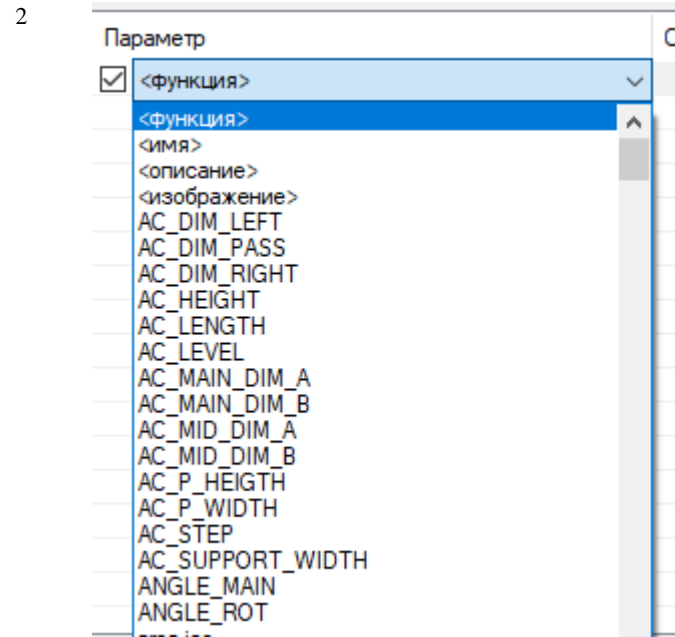 2
Параметр
<функция>
<функция>
<имя>
<описание>
<изображение>
AC_DIM_LEFT
AC_DIM_PASS
AC_DIM_RIGHT
AC_HEIGHT
AC_LENGTH
AC_LEVEL
AC_MAIN_DIM_A
AC_MAIN_DIM_B
AC_MID_DIM_A
AC_MID_DIM_B
AC_P_HEIGTH
AC_P_WIDTH
AC_STEP
AC_SUPPORT_WIDTH
ANGLE_MAIN
ANGLE_ROT